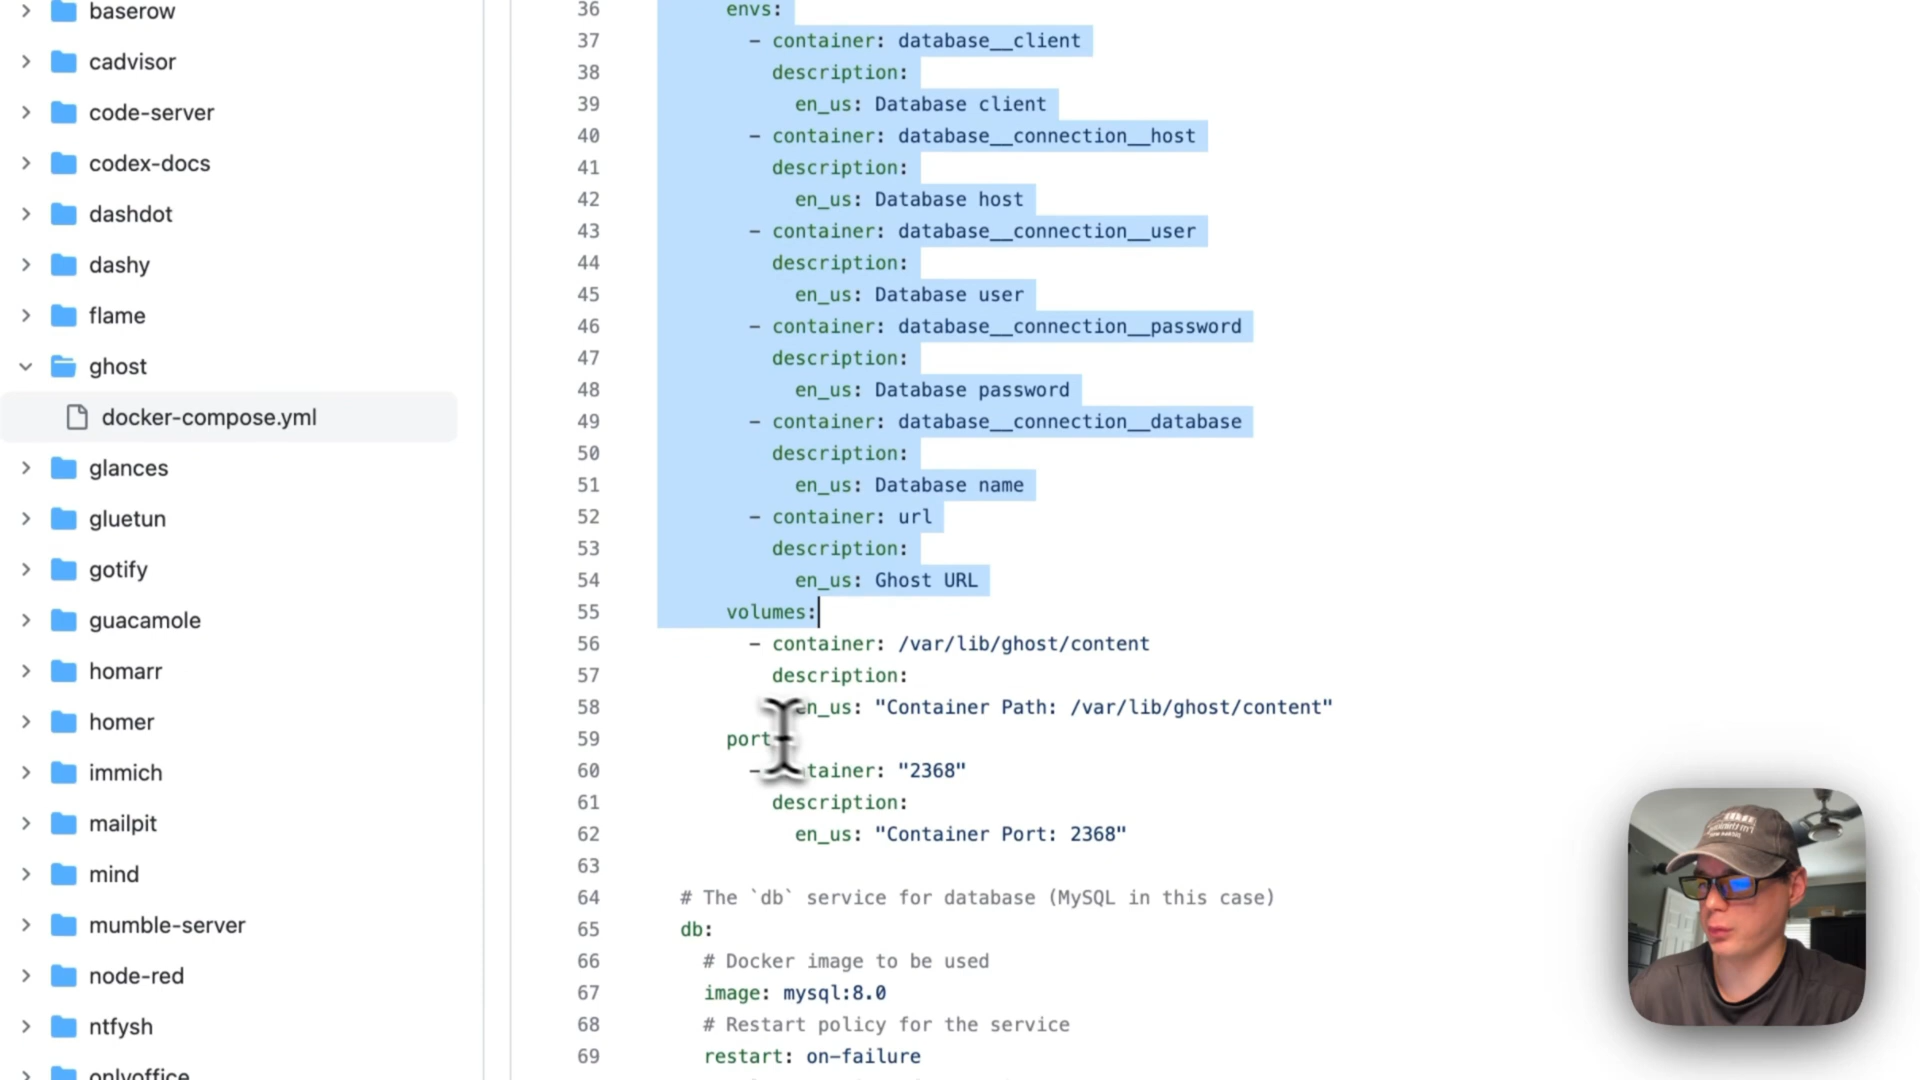 baserow
cadvisor
code-server
codex-docs
dashdot
dashy
flame
ghost
docker-compose.yml
glances
gluetun
gotify
guacamole
homarr
homer
immich
mailpit
mind
mumble-server
node-red
ntfysh
onlyoffice
36 envs:
37 - container: database__client
38 description:
39 en_us: Database client
40 - container: database__connection__host
41 description:
42 en_us: Database host
43 - container: database__connection__user
44 description:
45 en_us: Database user
46 - container: database__connection__password
47 description:
48 en_us: Database password
49 - container: database__connection__database
50 description:
51 en_us: Database name
52 - container: url
53 description:
54 en_us: Ghost URL
55 volumes:
56 - container: /var/lib/ghost/content
57 description:
58 en_us: "Container Path: /var/lib/ghost/content"
59 port
60 - tainer: "2368"
61 description:
62 en_us: "Container Port: 2368"
63
64 # The `db` service for database (MySQL in this case)
65 db:
66 # Docker image to be used
67 image: mysql:8.0
68 # Restart policy for the service
69 restart: on-failure